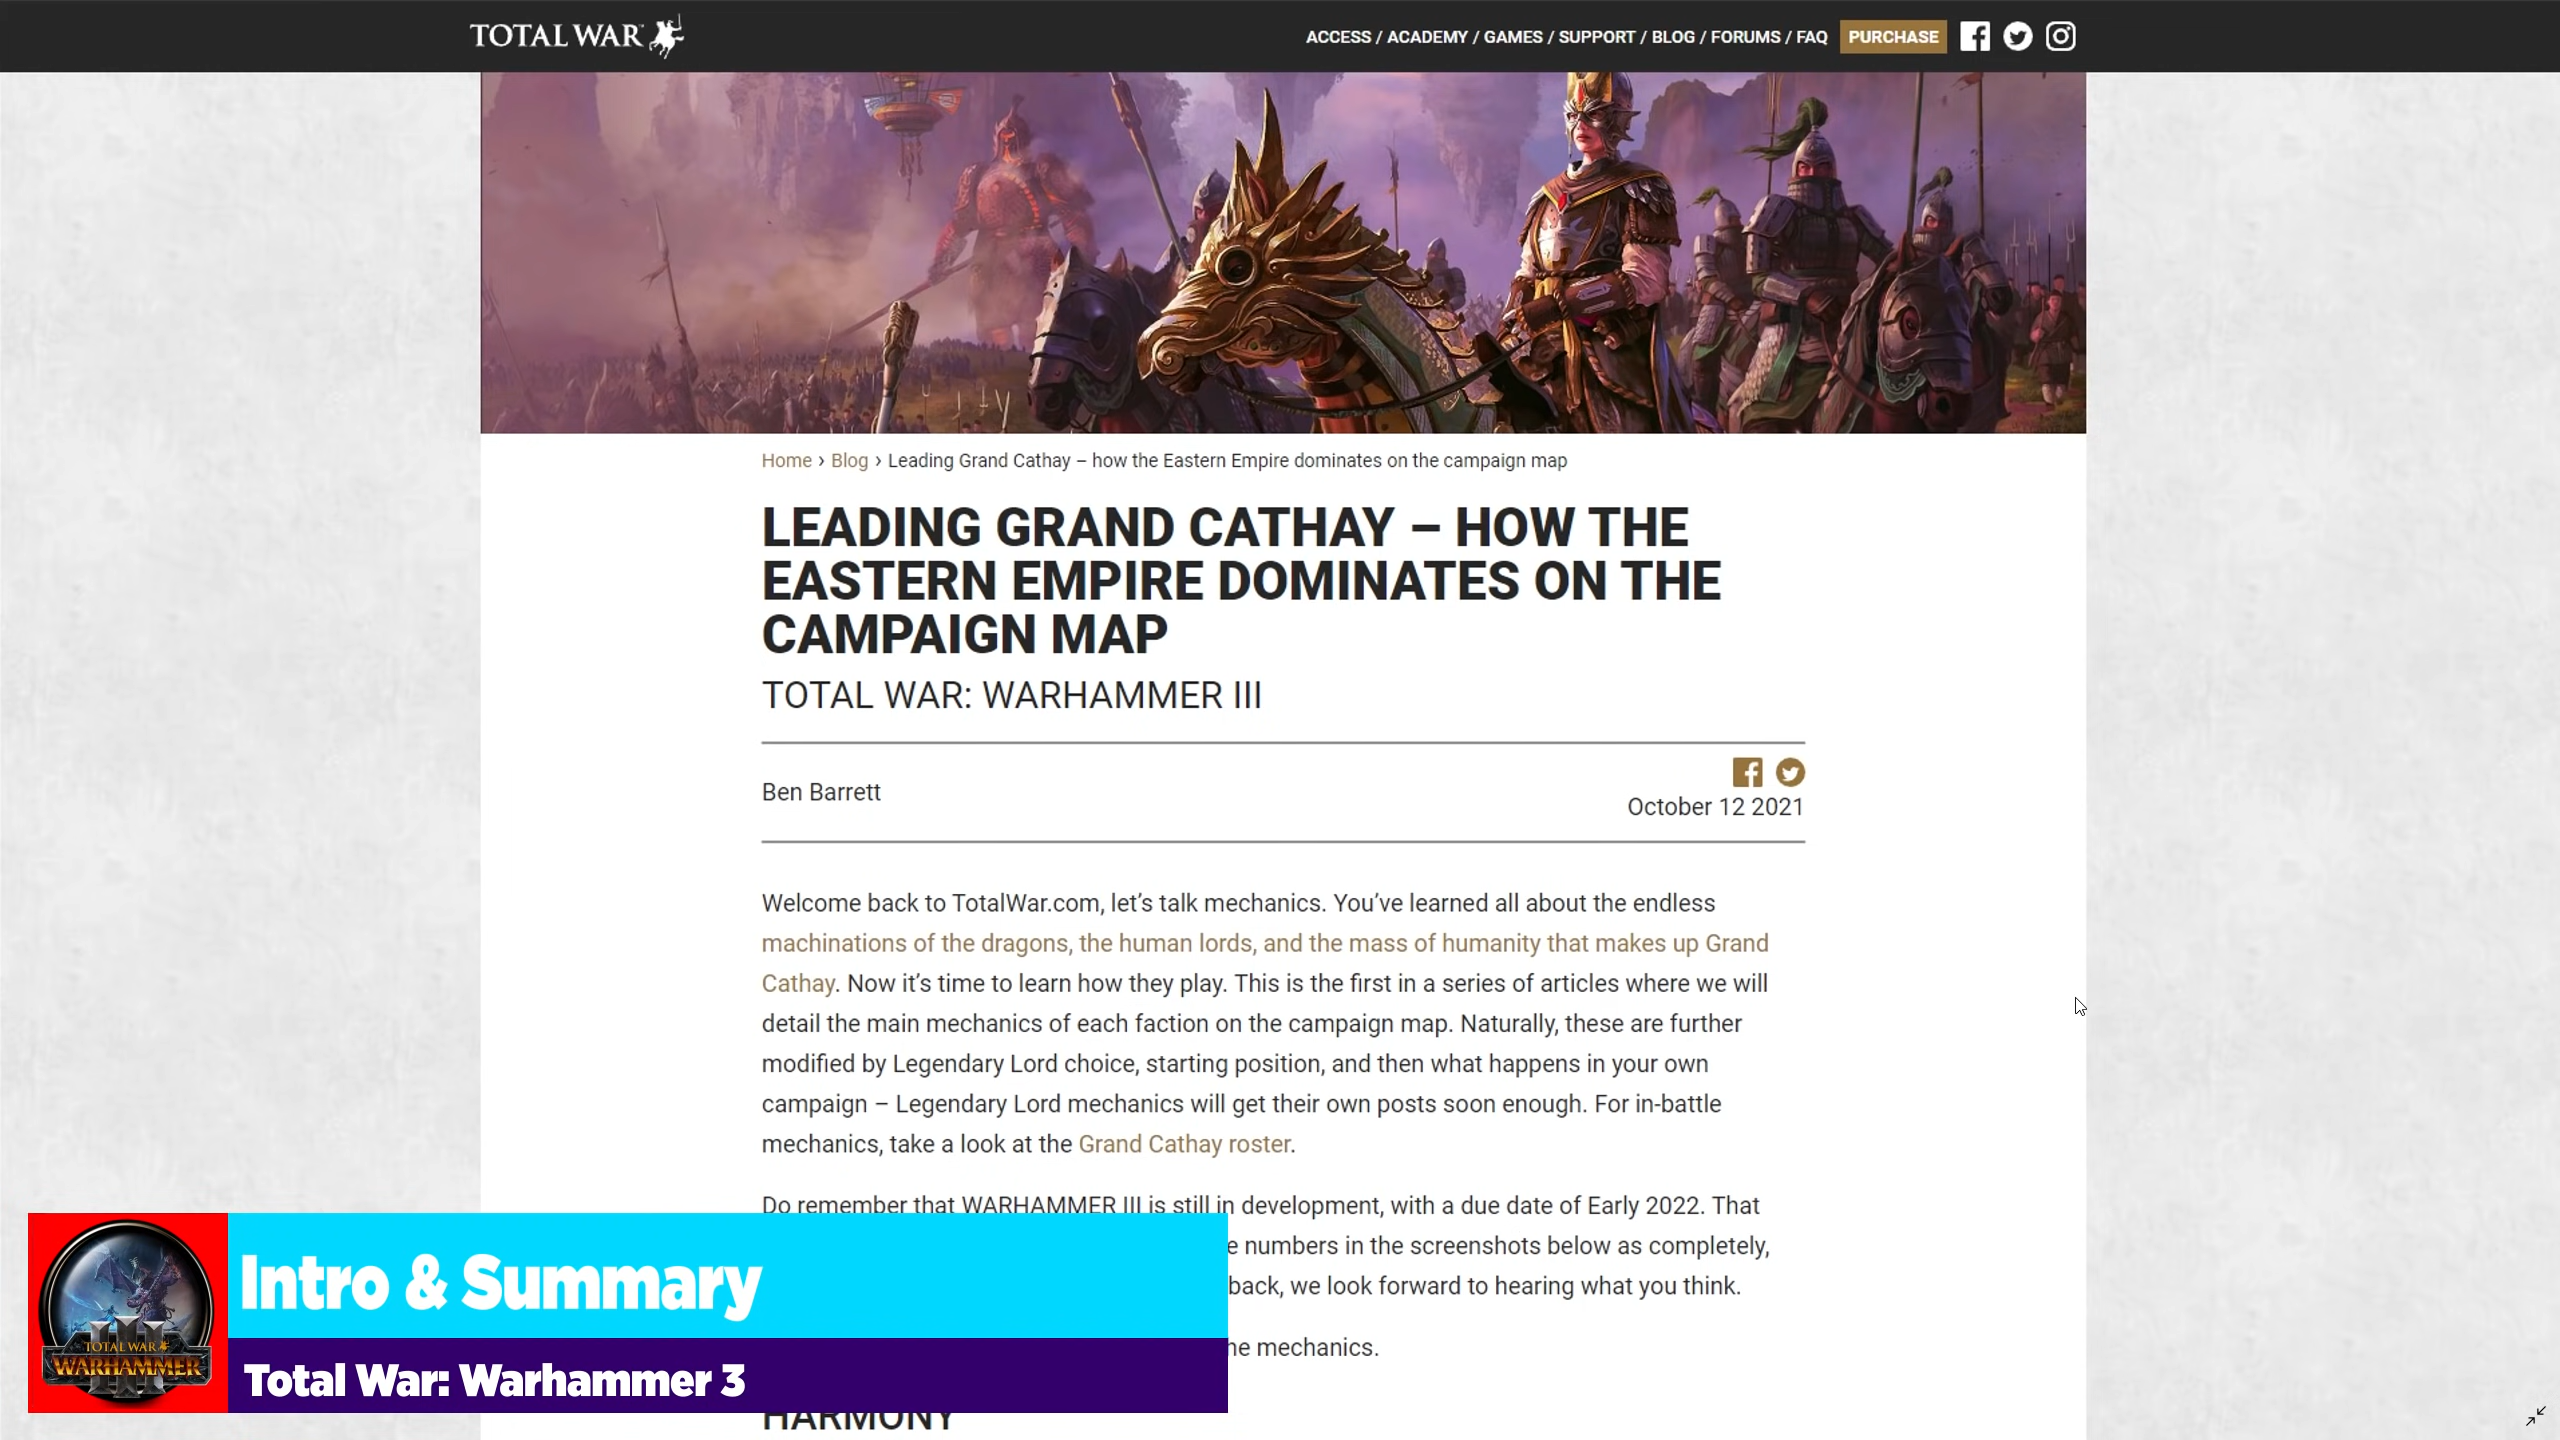 TOTAL WAR
ACCESS / ACADEMY / GAMES / SUPPORT / BLOG / FORUMS / FAQ PURCHASE
Home › Blog › Leading Grand Cathay – how the Eastern Empire dominates on the campaign map
LEADING GRAND CATHAY – HOW THE
EASTERN EMPIRE DOMINATES ON THE
CAMPAIGN MAP
TOTAL WAR: WARHAMMER III
Ben Barrett
October 12 2021
Welcome back to TotalWar.com, let’s talk mechanics. You’ve learned all about the endless
machinations of the dragons, the human lords, and the mass of humanity that makes up Grand
Cathay. Now it’s time to learn how they play. This is the first in a series of articles where we will
detail the main mechanics of each faction on the campaign map. Naturally, these are further
modified by Legendary Lord choice, starting position, and then what happens in your own
campaign – Legendary Lord mechanics will get their own posts soon enough. For in-battle
mechanics, take a look at the Grand Cathay roster.
Do remember that WARHAMMER III is still in development, with a due date of Early 2022. That
numbers in the screenshots below as completely,
back, we look forward to hearing what you think.
mechanics.
HARMONY
Intro & Summary
Total War: Warhammer 3
TOTAL WAR
WARHAMMER
III